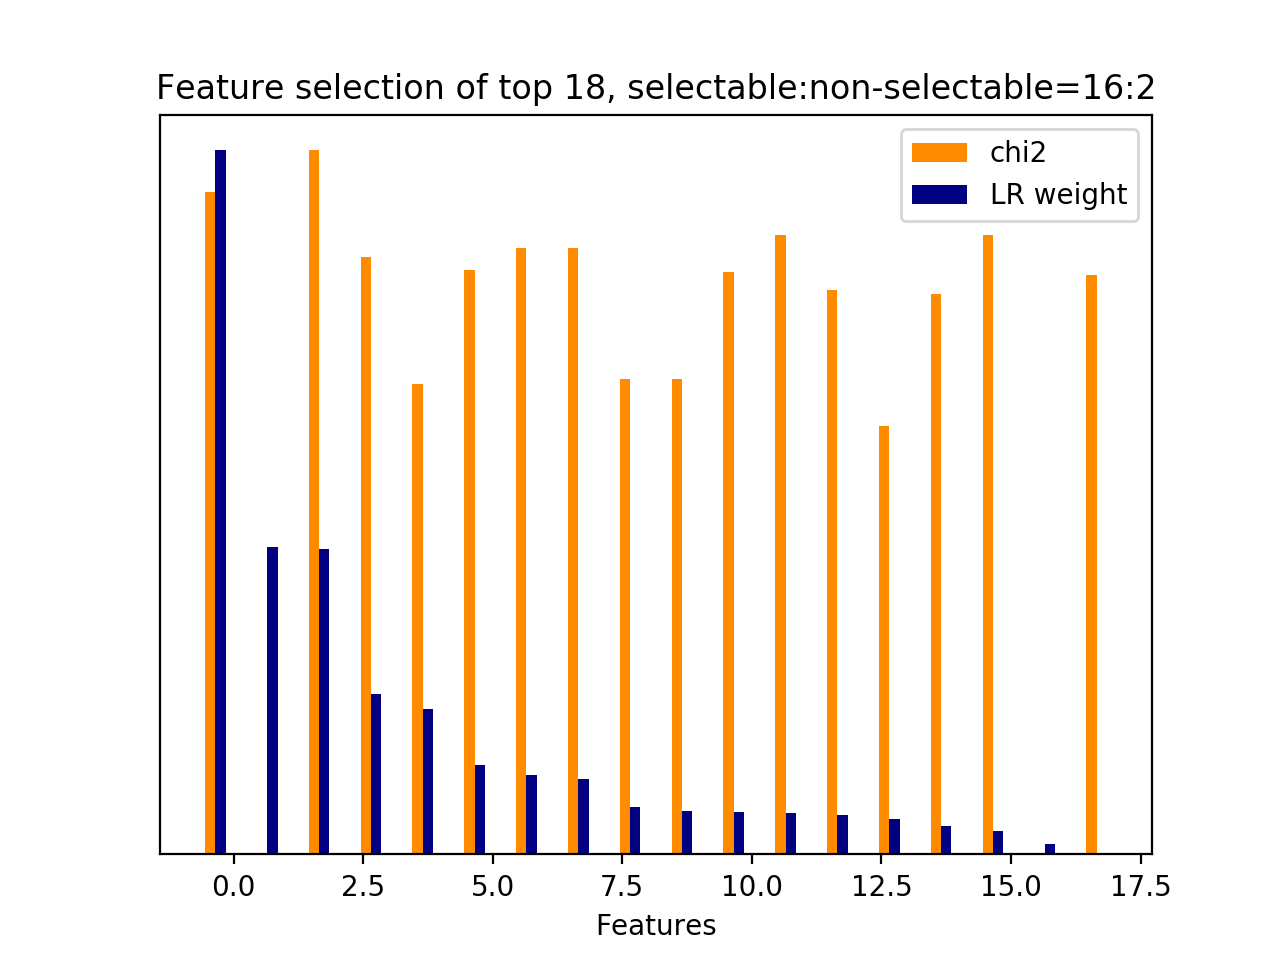 Feature selection of top 18, selectable:non-selectable=16:2
chi2
LR weight
0.0 2.5 5.0 7.5 10.0 12.5 15.0 17.5
Features